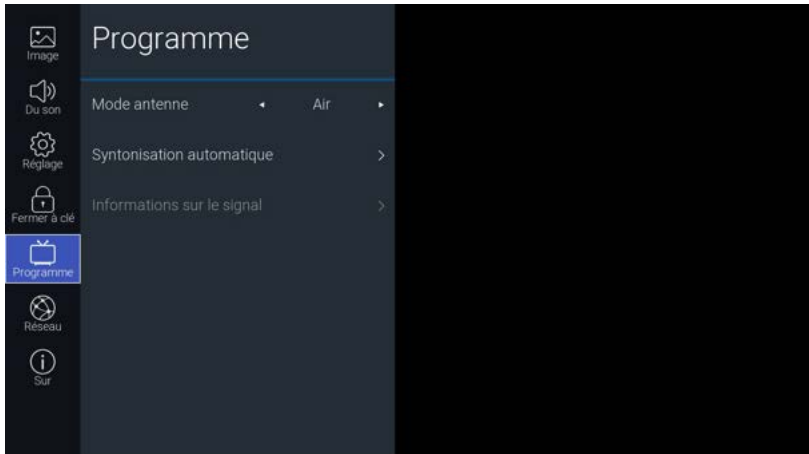 Image
Du son
Réglage
Fermer à clé
Programme
Réseau
Sur
Programme
Mode antenne Air
Syntonisation automatique
Informations sur le signal